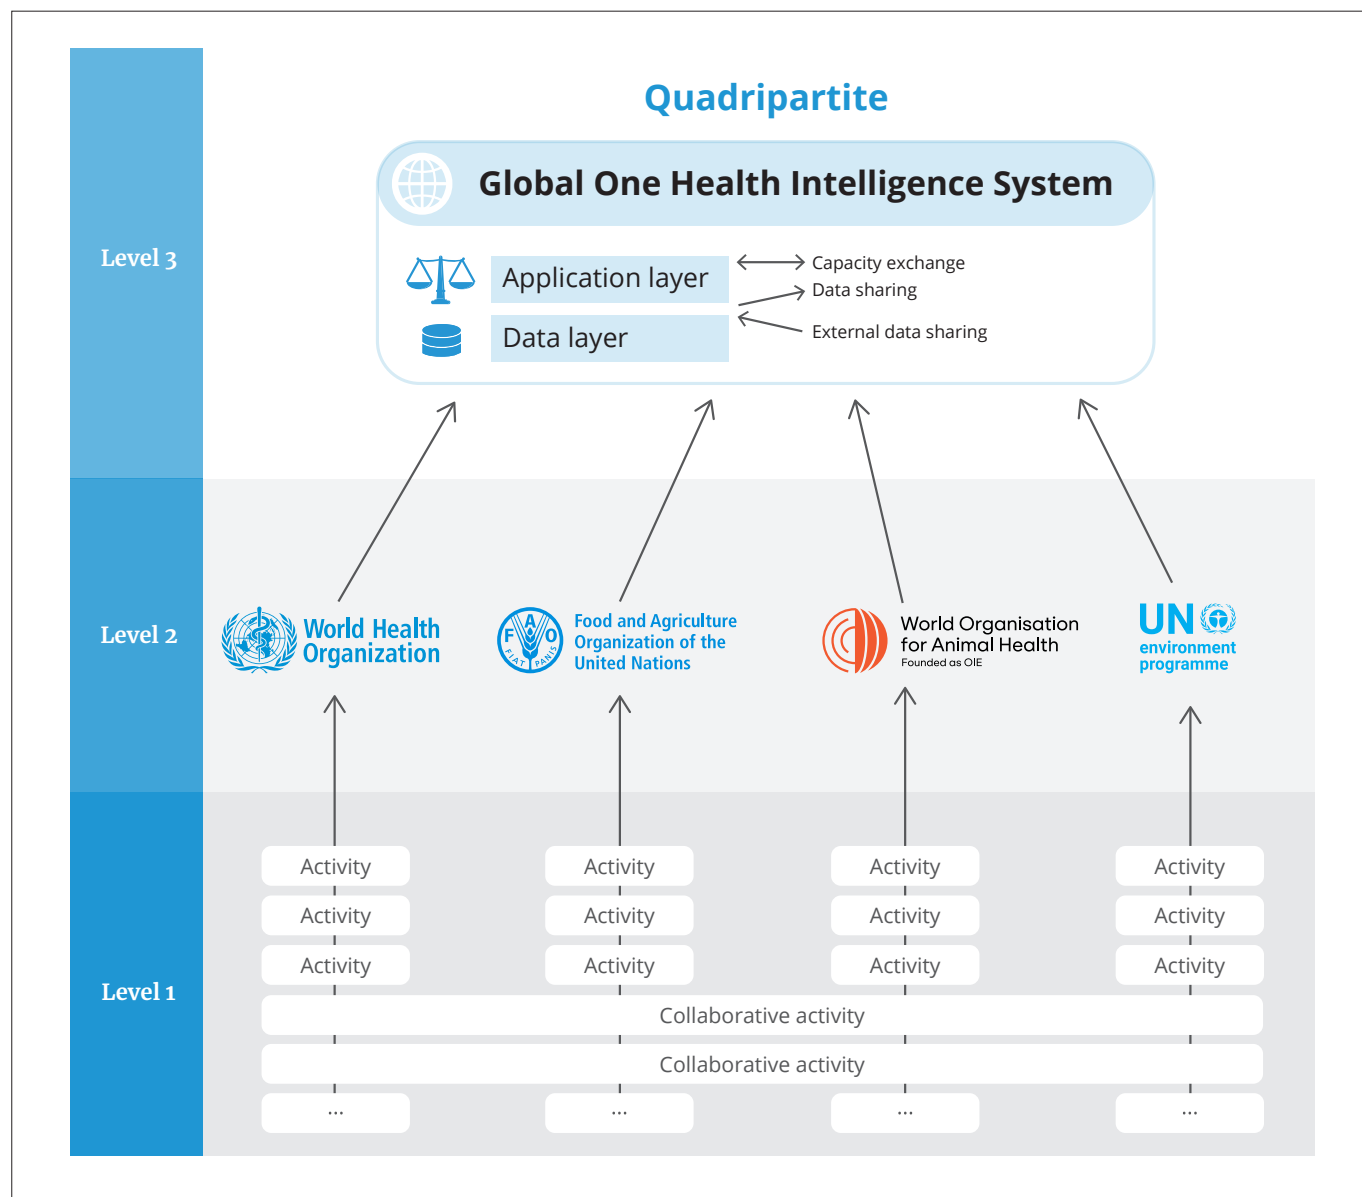 Quadripartite
Global One Health Intelligence System
Level 3
Application layer
Capacity exchange
Data sharing
Data layer
External data sharing
Level 2
World Health
Organization
FAO
FIAT PANIS
Food and Agriculture
Organization of the
United Nations
World Organisation
for Animal Health
Founded as OIE
UN
environment
programme
Level 1
Activity Activity Activity Activity
Activity Activity Activity Activity
Activity Activity Activity Activity
Collaborative activity
Collaborative activity
... ... ... ...